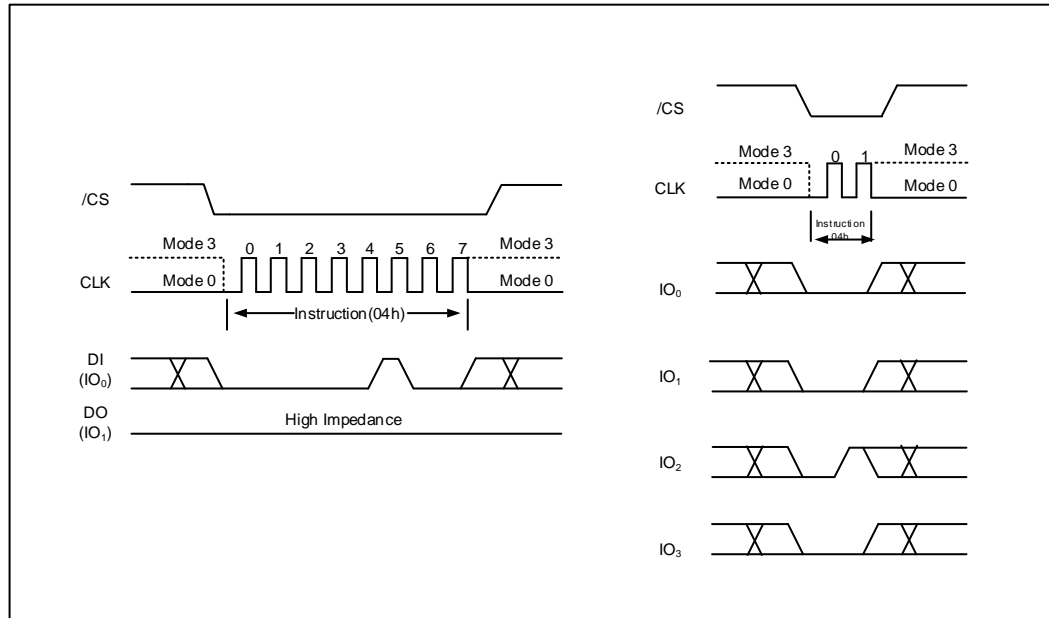 /CS
Mode 3
0 1 2 3 4 5 6 7
Mode 3
CLK
Mode 0
Mode 0
Instruction(04h)
DI
(IO₀)
DO
(IO₁)
High Impedance
/CS
Mode 3
0 1
Mode 3
CLK
Mode 0
Mode 0
Instruction
04h
IO₀
IO₁
IO₂
IO₃